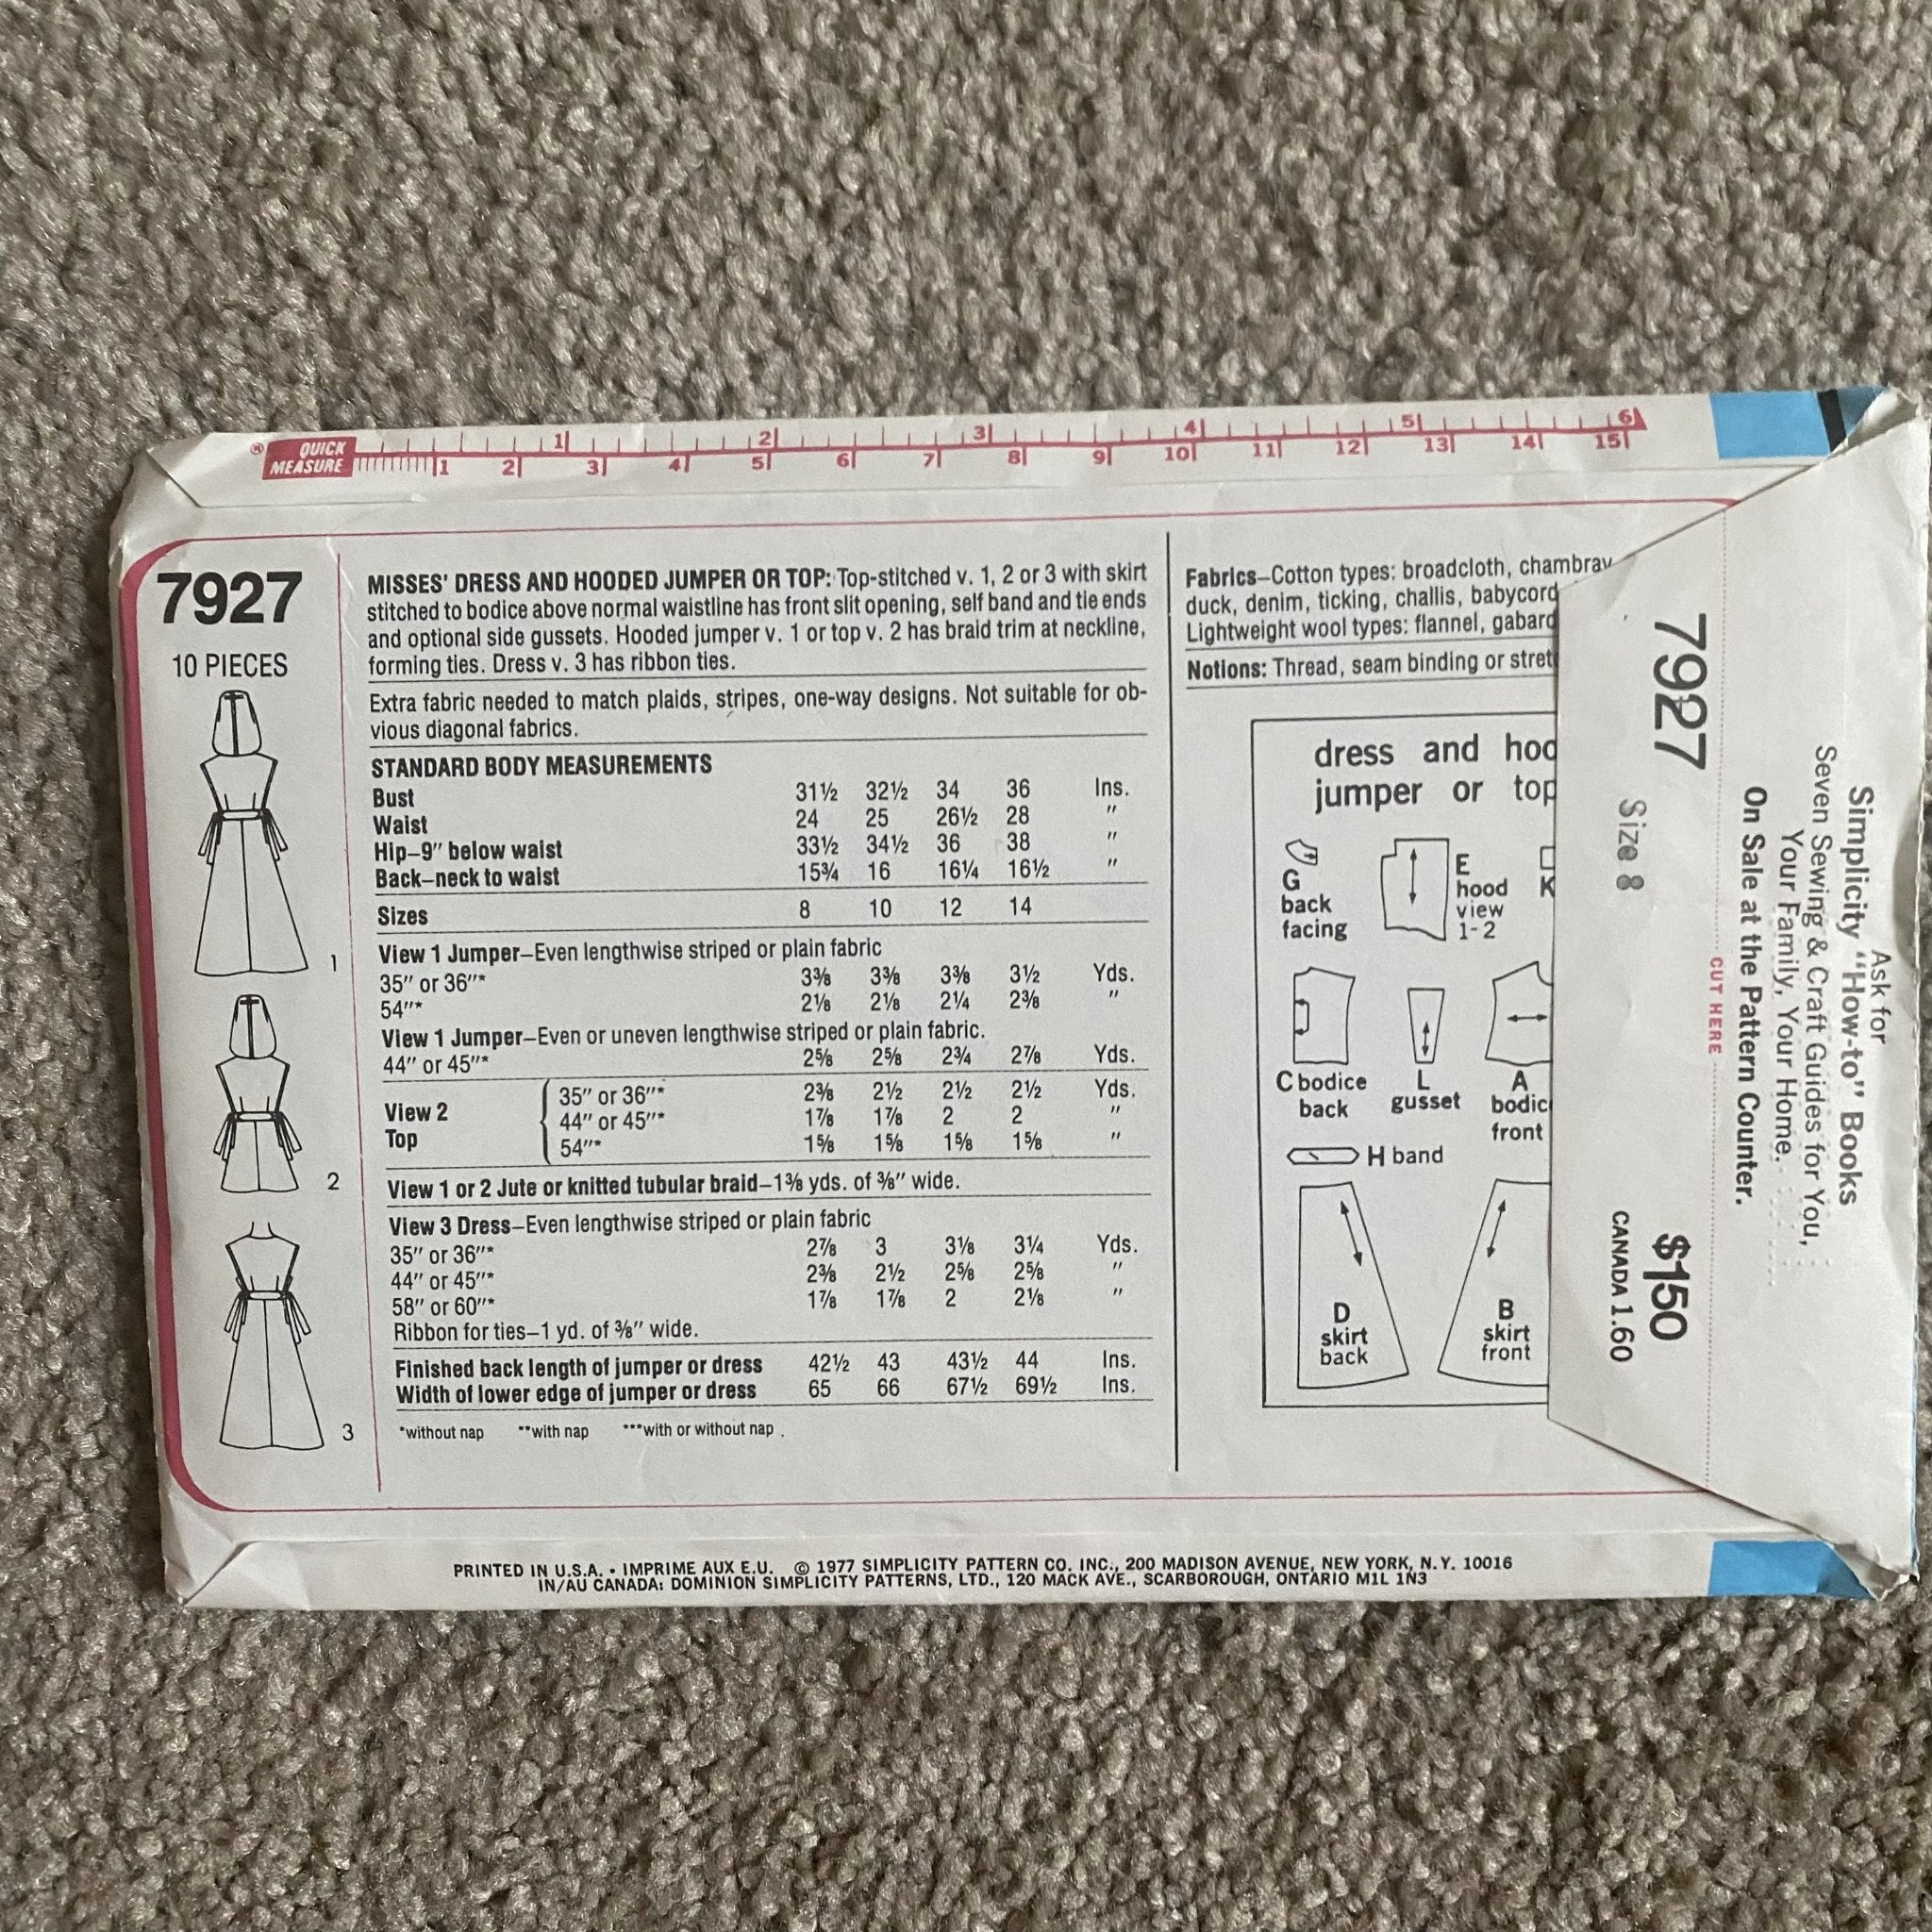 ® QUICK
MEASURE
1 2 3 4 5 6
1 2 3 4 5 6 7 8 9 10 11 12 13 14 15
7927
10 PIECES
1
2
3
MISSES' DRESS AND HOODED JUMPER OR TOP: Top-stitched v. 1, 2 or 3 with skirt
stitched to bodice above normal waistline has front slit opening, self band and tie ends
and optional side gussets. Hooded jumper v. 1 or top v. 2 has braid trim at neckline,
forming ties. Dress v. 3 has ribbon ties.
Extra fabric needed to match plaids, stripes, one-way designs. Not suitable for ob-
vious diagonal fabrics.
STANDARD BODY MEASUREMENTS
Bust 31½ 32½ 34 36 Ins.
Waist 24 25 26½ 28 "
Hip–9" below waist 33½ 34½ 36 38 "
Back–neck to waist 15¾ 16 16¼ 16½ "
Sizes 8 10 12 14
View 1 Jumper–Even lengthwise striped or plain fabric
35" or 36"* 3⅜ 3⅜ 3⅜ 3½ Yds.
54"* 2⅛ 2⅛ 2¼ 2⅜ "
View 1 Jumper–Even or uneven lengthwise striped or plain fabric.
44" or 45"* 2⅝ 2⅝ 2¾ 2⅞ Yds.
View 2
Top
35" or 36"* 2⅜ 2½ 2½ 2½ Yds.
44" or 45"* 1⅞ 1⅞ 2 2 "
54"* 1⅝ 1⅝ 1⅝ 1⅝ "
View 1 or 2 Jute or knitted tubular braid–1⅜ yds. of ⅜" wide.
View 3 Dress–Even lengthwise striped or plain fabric
35" or 36"* 2⅞ 3 3⅛ 3¼ Yds.
44" or 45"* 2⅜ 2½ 2⅝ 2⅝ "
58" or 60"* 1⅞ 1⅞ 2 2⅛ "
Ribbon for ties–1 yd. of ⅜" wide.
Finished back length of jumper or dress 42½ 43 43½ 44 Ins.
Width of lower edge of jumper or dress 65 66 67½ 69½ Ins.
*without nap **with nap ***with or without nap .
Fabrics–Cotton types: broadcloth, chambray
duck, denim, ticking, challis, babycord
Lightweight wool types: flannel, gabard
Notions: Thread, seam binding or stret
dress and hoo
jumper or top
G
back
facing
E
hood
view
1-2
K
C bodice
back
L
gusset
A
bodic
front
H band
D
skirt
back
B
skirt
front
7927
Size 8
$1.50
CANADA 1.60
CUT HERE
Ask for
Simplicity "How-to" Books
Seven Sewing & Craft Guides for You,
Your Family, Your Home.
On Sale at the Pattern Counter.
PRINTED IN U.S.A. • IMPRIME AUX E.U. © 1977 SIMPLICITY PATTERN CO. INC., 200 MADISON AVENUE, NEW YORK, N.Y. 10016
IN/AU CANADA: DOMINION SIMPLICITY PATTERNS, LTD., 120 MACK AVE., SCARBOROUGH, ONTARIO M1L 1N3